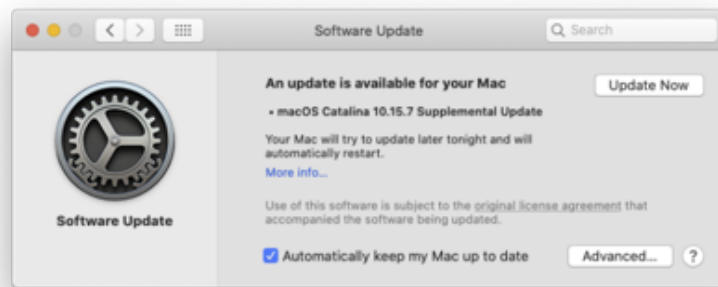 Software Update
Search
An update is available for your Mac
Update Now
• macOS Catalina 10.15.7 Supplemental Update
Your Mac will try to update later tonight and will
automatically restart.
More info...
Use of this software is subject to the original license agreement that
accompanied the software being updated.
Software Update
Automatically keep my Mac up to date
Advanced...
?